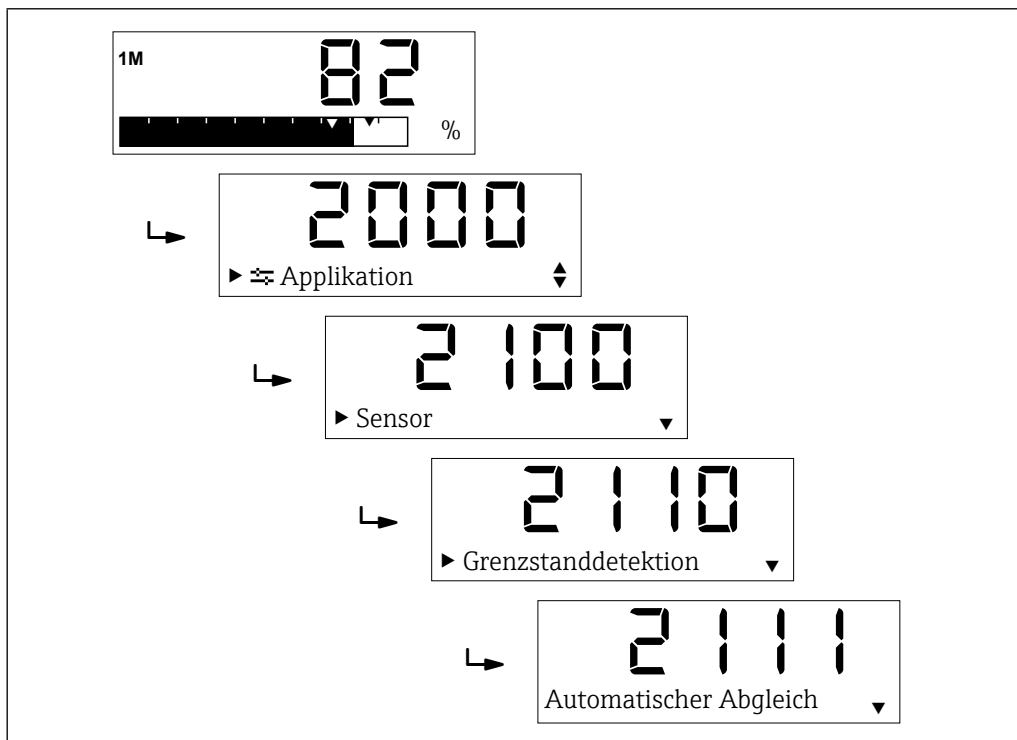 1M
82
%
2000
Applikation
2100
Sensor
2110
Grenzstanddetektion
2111
Automatischer Abgleich